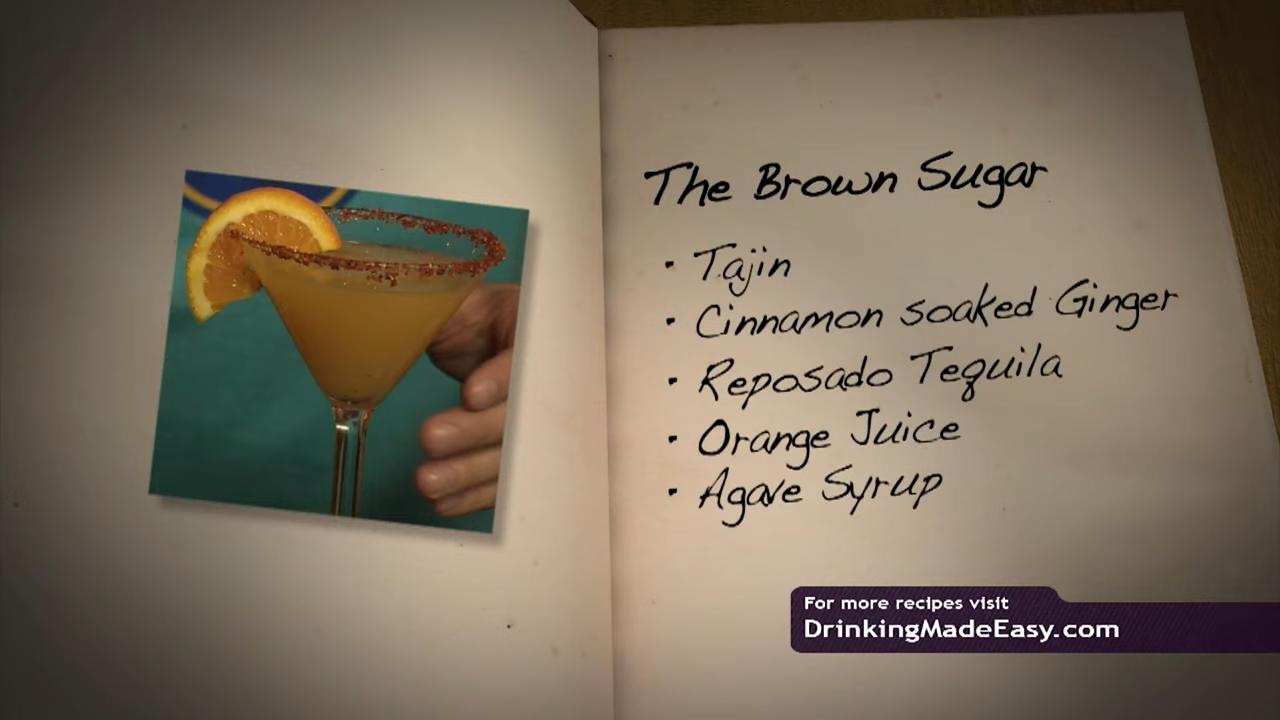 The Brown Sugar
• Tajin
• Cinnamon soaked Ginger
• Reposado Tequila
• Orange Juice
• Agave Syrup
For more recipes visit
DrinkingMadeEasy.com